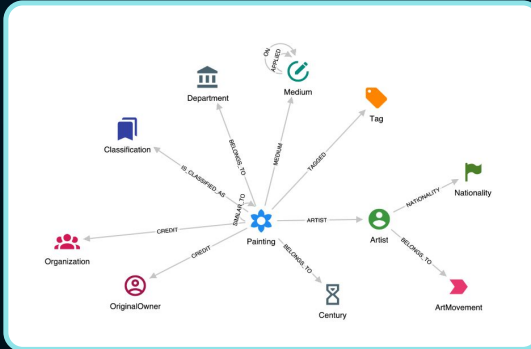 ON
APPLIED
Department
Medium
Tag
Classification
BELONGS_TO
MEDIUM
TAGGED
IS_CLASSIFIED_AS
NATIONALITY
Nationality
SIMILAR_TO
CREDIT
ARTIST
Organization
Painting
Artist
CREDIT
BELONGS_TO
BELONGS_TO
OriginalOwner
Century
ArtMovement